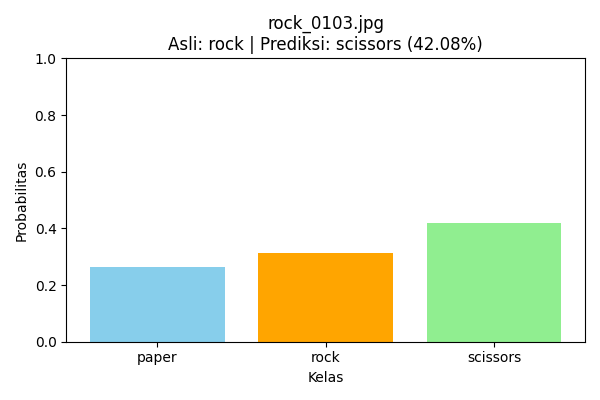 rock_0103.jpg
Asli: rock | Prediksi: scissors (42.08%)
1.0
0.8
0.6
0.4
0.2
0.0
Probabilitas
paper rock scissors
Kelas